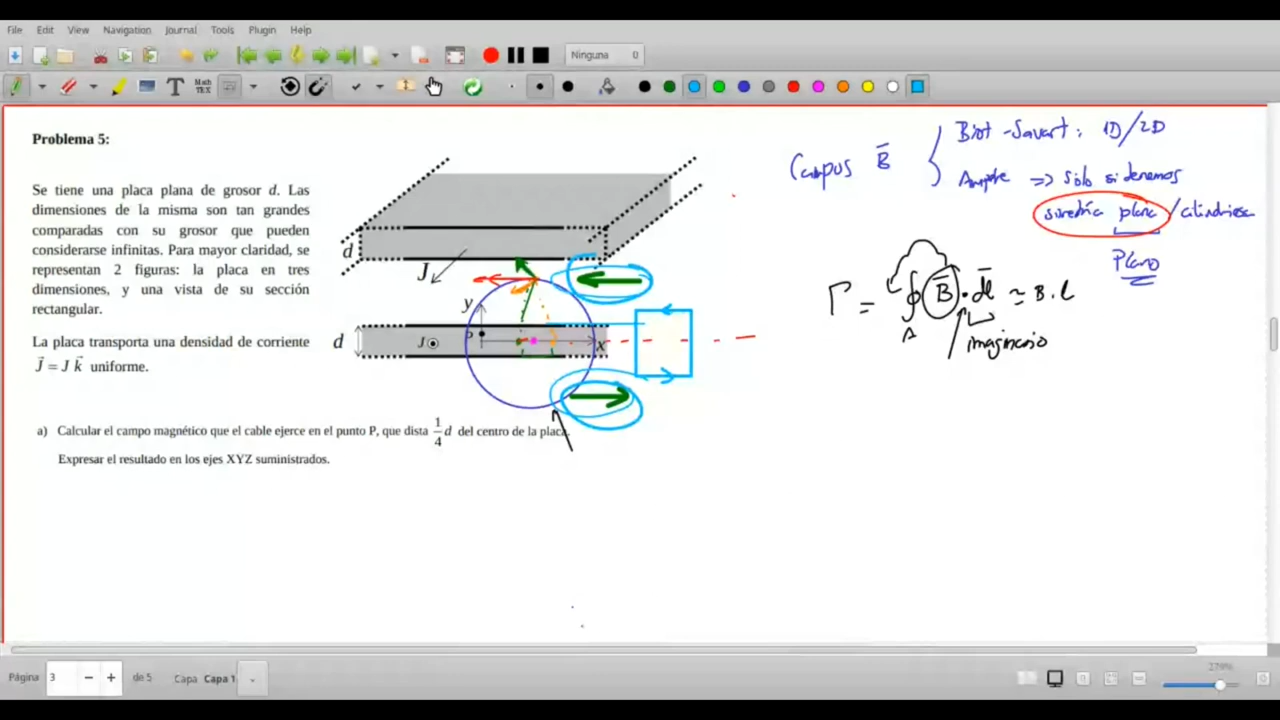 File Edit View Navigation Journal Tools Plugin Help
Ninguna 0
T Math TEX
Problema 5:
Se tiene una placa plana de grosor d. Las
dimensiones de la misma son tan grandes
comparadas con su grosor que pueden
considerarse infinitas. Para mayor claridad, se
representan 2 figuras: la placa en tres
dimensiones, y una vista de su sección
rectangular.
La placa transporta una densidad de corriente
J⃗ = J k⃗ uniforme.
d
J
y
P
d
J
x
a) Calcular el campo magnético que el cable ejerce en el punto P, que dista 1/4 d del centro de la placa.
Expresar el resultado en los ejes XYZ suministrados.
Campos B̄
Biot-Savart: 1D/2D
Ampere => Sólo si tenemos
simetría plana/cilíndrica
Plano
Γ = ∮ B̄ · dl̄ ≃ B.l
imaginario
Página 3 − + de 5 Capa Capa 1
279%